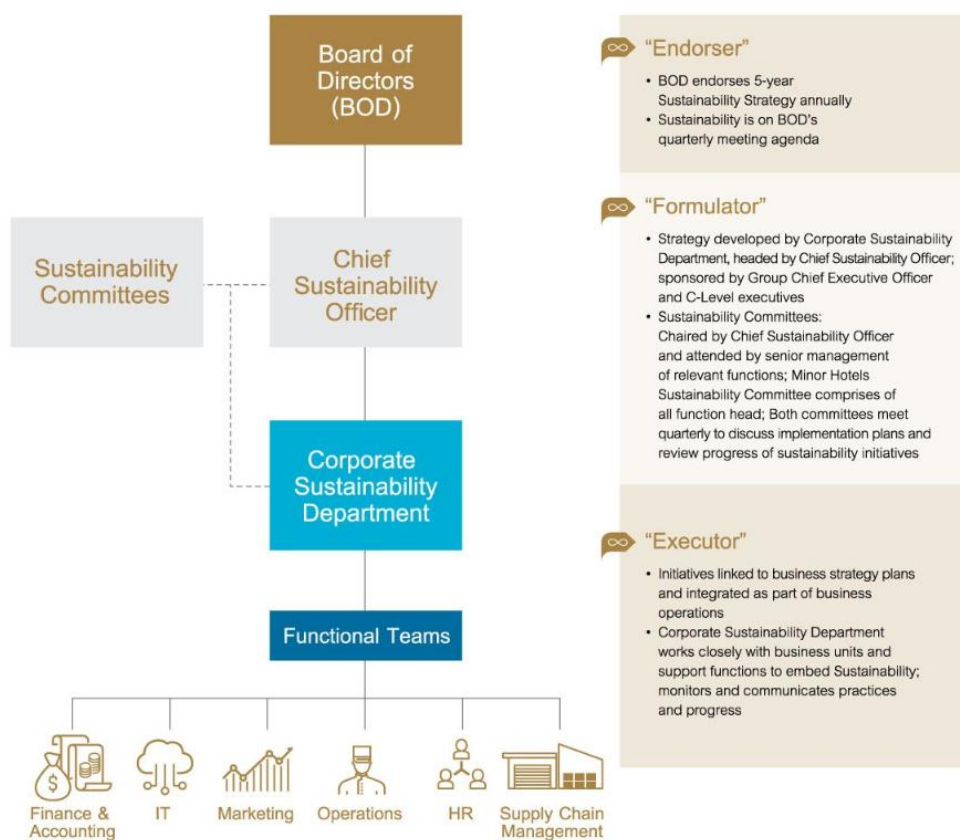 Board of
Directors
(BOD)
Sustainability
Committees
Chief
Sustainability
Officer
Corporate
Sustainability
Department
Functional Teams
$
Finance &
Accounting
IT
Marketing
Operations
HR
Supply Chain
Management
“Endorser”
• BOD endorses 5-year
Sustainability Strategy annually
• Sustainability is on BOD’s
quarterly meeting agenda
“Formulator”
• Strategy developed by Corporate Sustainability
Department, headed by Chief Sustainability Officer;
sponsored by Group Chief Executive Officer
and C-Level executives
• Sustainability Committees:
Chaired by Chief Sustainability Officer
and attended by senior management
of relevant functions; Minor Hotels
Sustainability Committee comprises of
all function head; Both committees meet
quarterly to discuss implementation plans and
review progress of sustainability initiatives
“Executor”
• Initiatives linked to business strategy plans
and integrated as part of business
operations
• Corporate Sustainability Department
works closely with business units and
support functions to embed Sustainability;
monitors and communicates practices
and progress